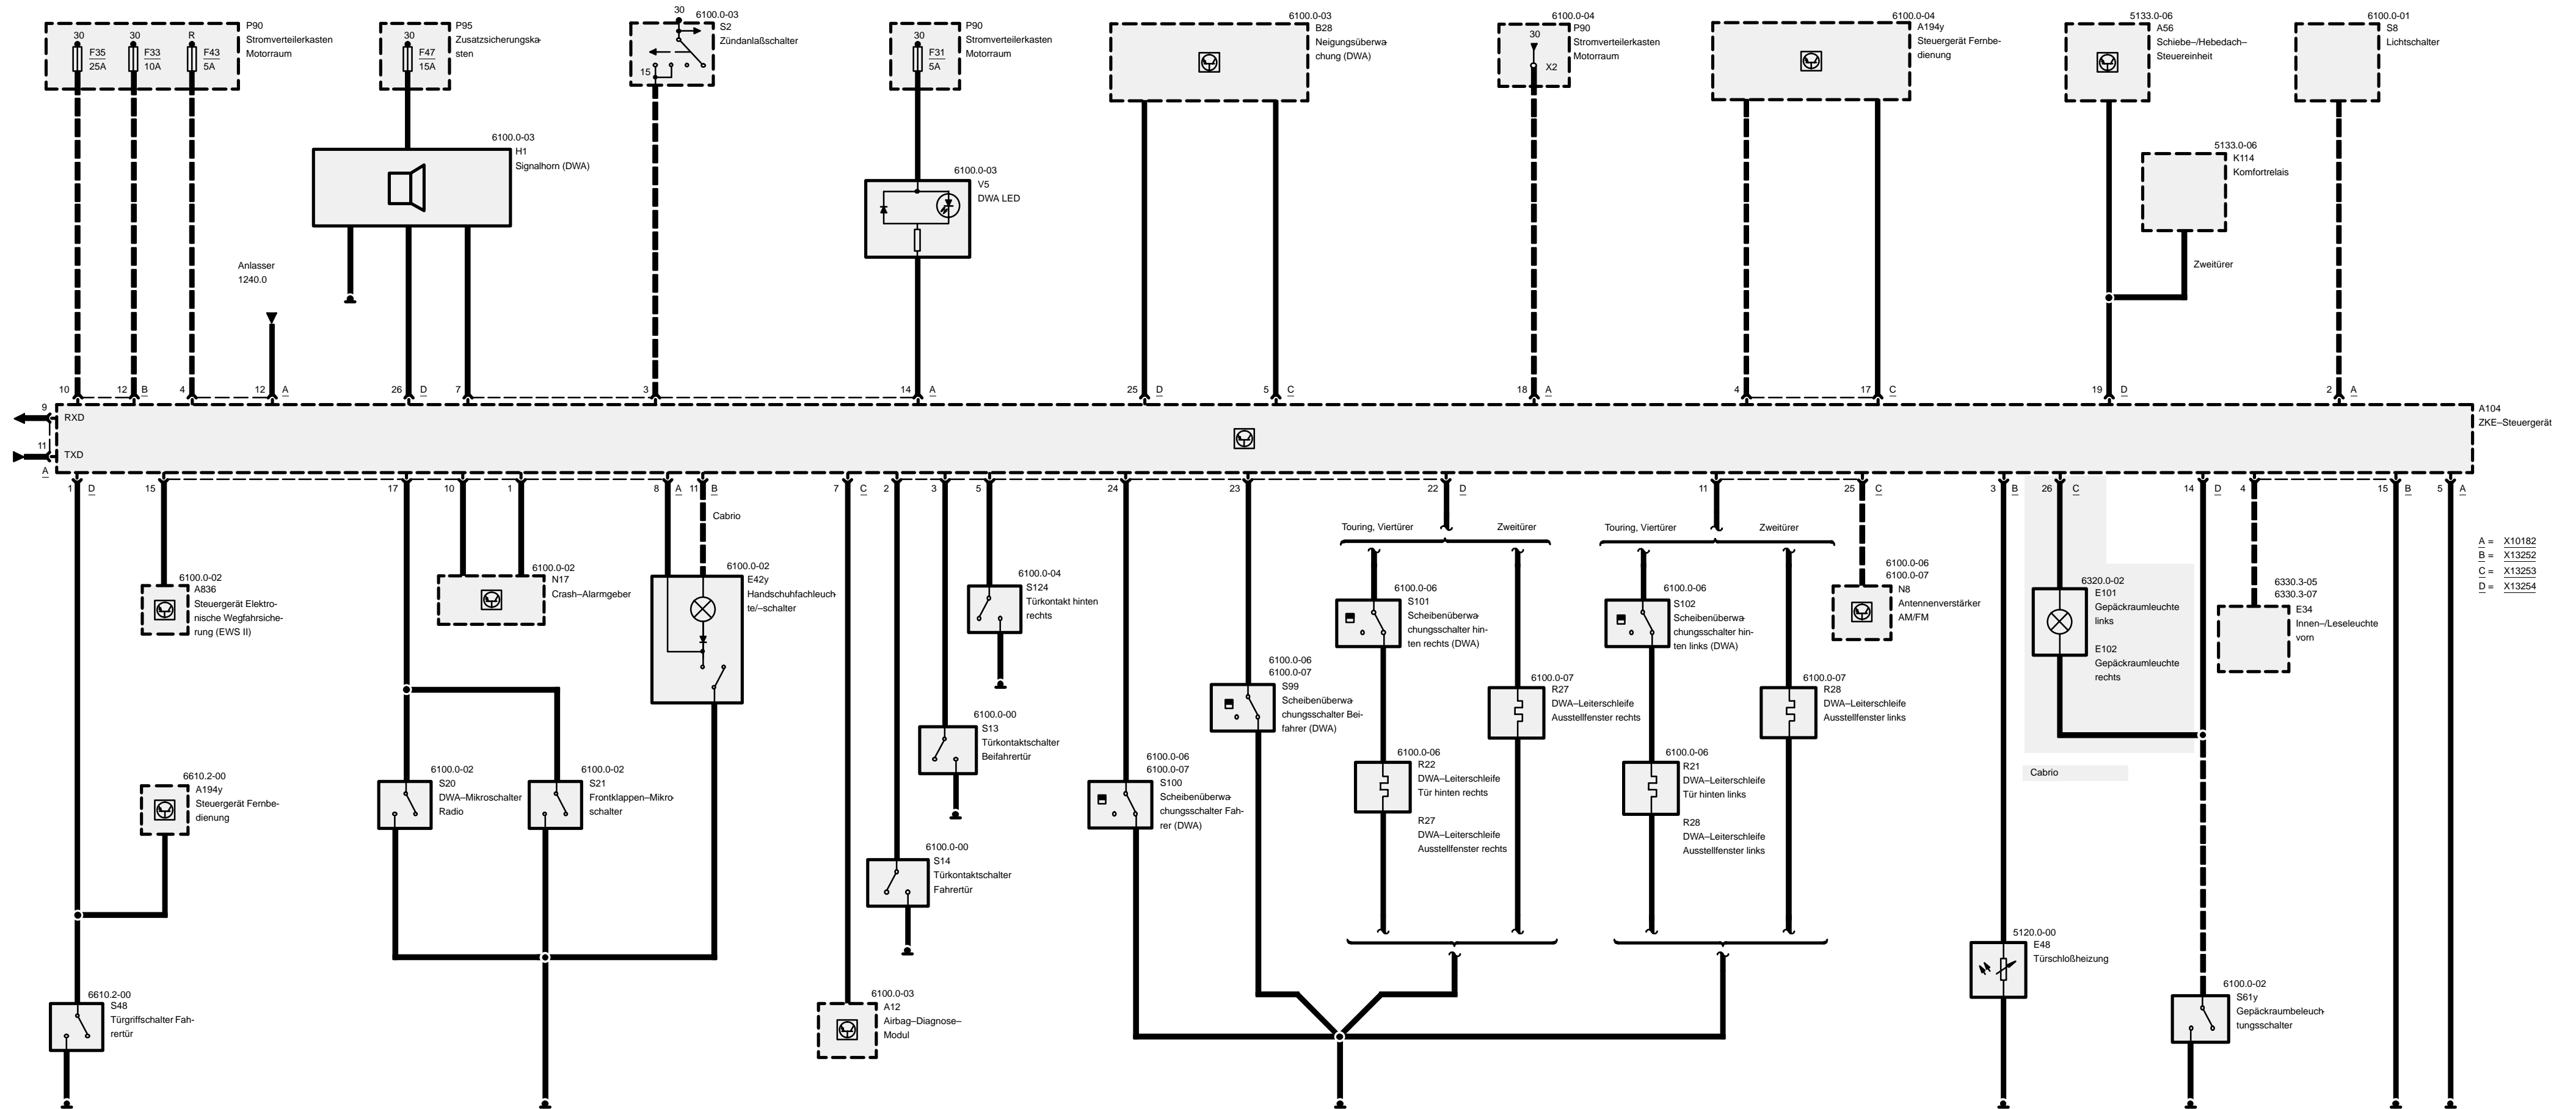 30
30
R
F35
25A
F33
10A
F43
5A
P90
Stromverteilerkasten
Motorraum
30
F47
15A
P95
Zusatzsicherungska-
sten
6100.0-03
H1
Signalhorn (DWA)
Anlasser
1240.0
30
6100.0-03
S2
Zündanlaßschalter
15
30
F31
5A
P90
Stromverteilerkasten
Motorraum
6100.0-03
V5
DWA LED
6100.0-03
B28
Neigungsüberwa-
chung (DWA)
6100.0-04
P90
Stromverteilerkasten
Motorraum
30
X2
6100.0-04
A194y
Steuergerät Fernbe-
dienung
5133.0-06
A56
Schiebe–/Hebedach–
Steuereinheit
5133.0-06
K114
Komfortrelais
Zweitürer
6100.0-01
S8
Lichtschalter
10
12
B
4
12
A
26
D
7
3
14
A
25
D
5
C
18
A
4
17
C
19
D
2
A
9
RXD
11
TXD
A
A104
ZKE–Steuergerät
1
D
15
17
10
1
8
A
11
B
7
C
2
3
5
24
23
22
D
11
25
C
3
B
26
C
14
D
4
15
B
5
A
A = X10182
B = X13252
C = X13253
D = X13254
6100.0-02
A836
Steuergerät Elektro-
nische Wegfahrsiche-
rung (EWS II)
6610.2-00
A194y
Steuergerät Fernbe-
dienung
6610.2-00
S48
Türgriffschalter Fah-
rertür
6100.0-02
S20
DWA–Mikroschalter
Radio
6100.0-02
S21
Frontklappen–Mikro-
schalter
6100.0-02
N17
Crash–Alarmgeber
Cabrio
6100.0-02
E42y
Handschuhfachleuch-
te/–schalter
6100.0-03
A12
Airbag–Diagnose–
Modul
6100.0-00
S14
Türkontaktschalter
Fahrertür
6100.0-00
S13
Türkontaktschalter
Beifahrertür
6100.0-04
S124
Türkontakt hinten
rechts
6100.0-06
6100.0-07
S100
Scheibenüberwa-
chungsschalter Fah-
rer (DWA)
6100.0-06
6100.0-07
S99
Scheibenüberwa-
chungsschalter Bei-
fahrer (DWA)
Touring, Viertürer
Zweitürer
6100.0-06
S101
Scheibenüberwa-
chungsschalter hin-
ten rechts (DWA)
6100.0-07
R27
DWA–Leiterschleife
Ausstellfenster rechts
6100.0-06
R22
DWA–Leiterschleife
Tür hinten rechts
R27
DWA–Leiterschleife
Ausstellfenster rechts
Touring, Viertürer
Zweitürer
6100.0-06
S102
Scheibenüberwa-
chungsschalter hin-
ten links (DWA)
6100.0-07
R28
DWA–Leiterschleife
Ausstellfenster links
6100.0-06
R21
DWA–Leiterschleife
Tür hinten links
R28
DWA–Leiterschleife
Ausstellfenster links
6100.0-06
6100.0-07
N8
Antennenverstärker
AM/FM
5120.0-00
E48
Türschloßheizung
6320.0-02
E101
Gepäckraumleuchte
links
E102
Gepäckraumleuchte
rechts
Cabrio
6100.0-02
S61y
Gepäckraumbeleuch-
tungsschalter
6330.3-05
6330.3-07
E34
Innen–/Leseleuchte
vorn